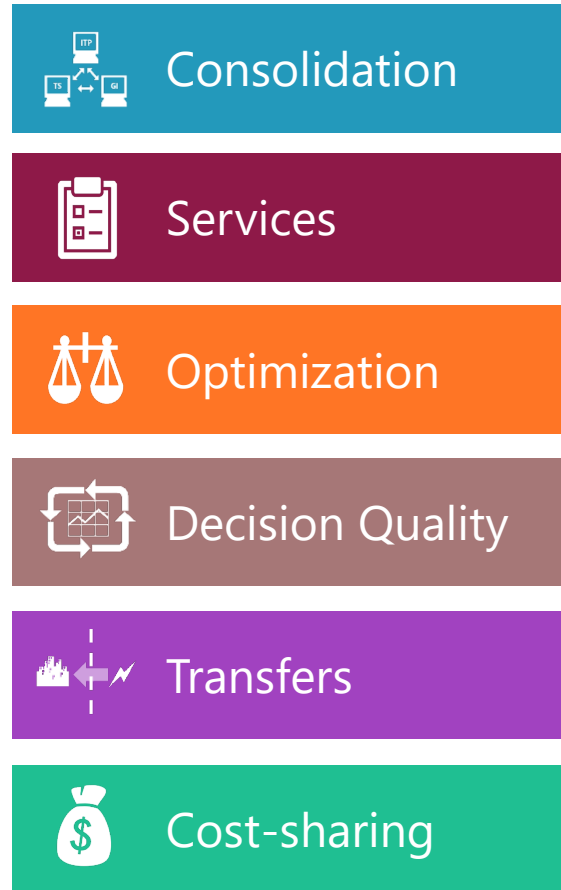 ITP
TS
GI
Consolidation
Services
Optimization
Decision Quality
Transfers
$
Cost-sharing